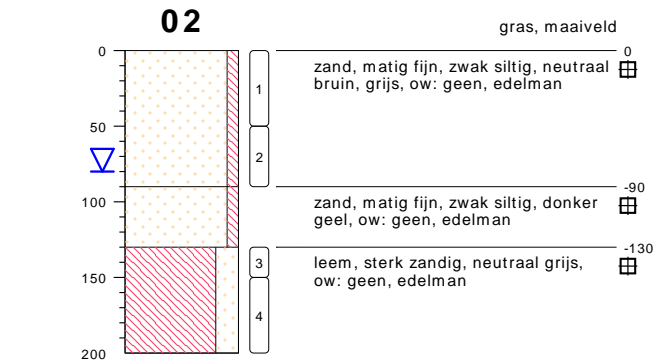 02
gras, maaiveld
0
0
zand, matig fijn, zwak siltig, neutraal
bruin, grijs, ow: geen, edelman
1
50
2
-90
100
zand, matig fijn, zwak siltig, donker
geel, ow: geen, edelman
-130
3
leem, sterk zandig, neutraal grijs,
ow: geen, edelman
150
4
200